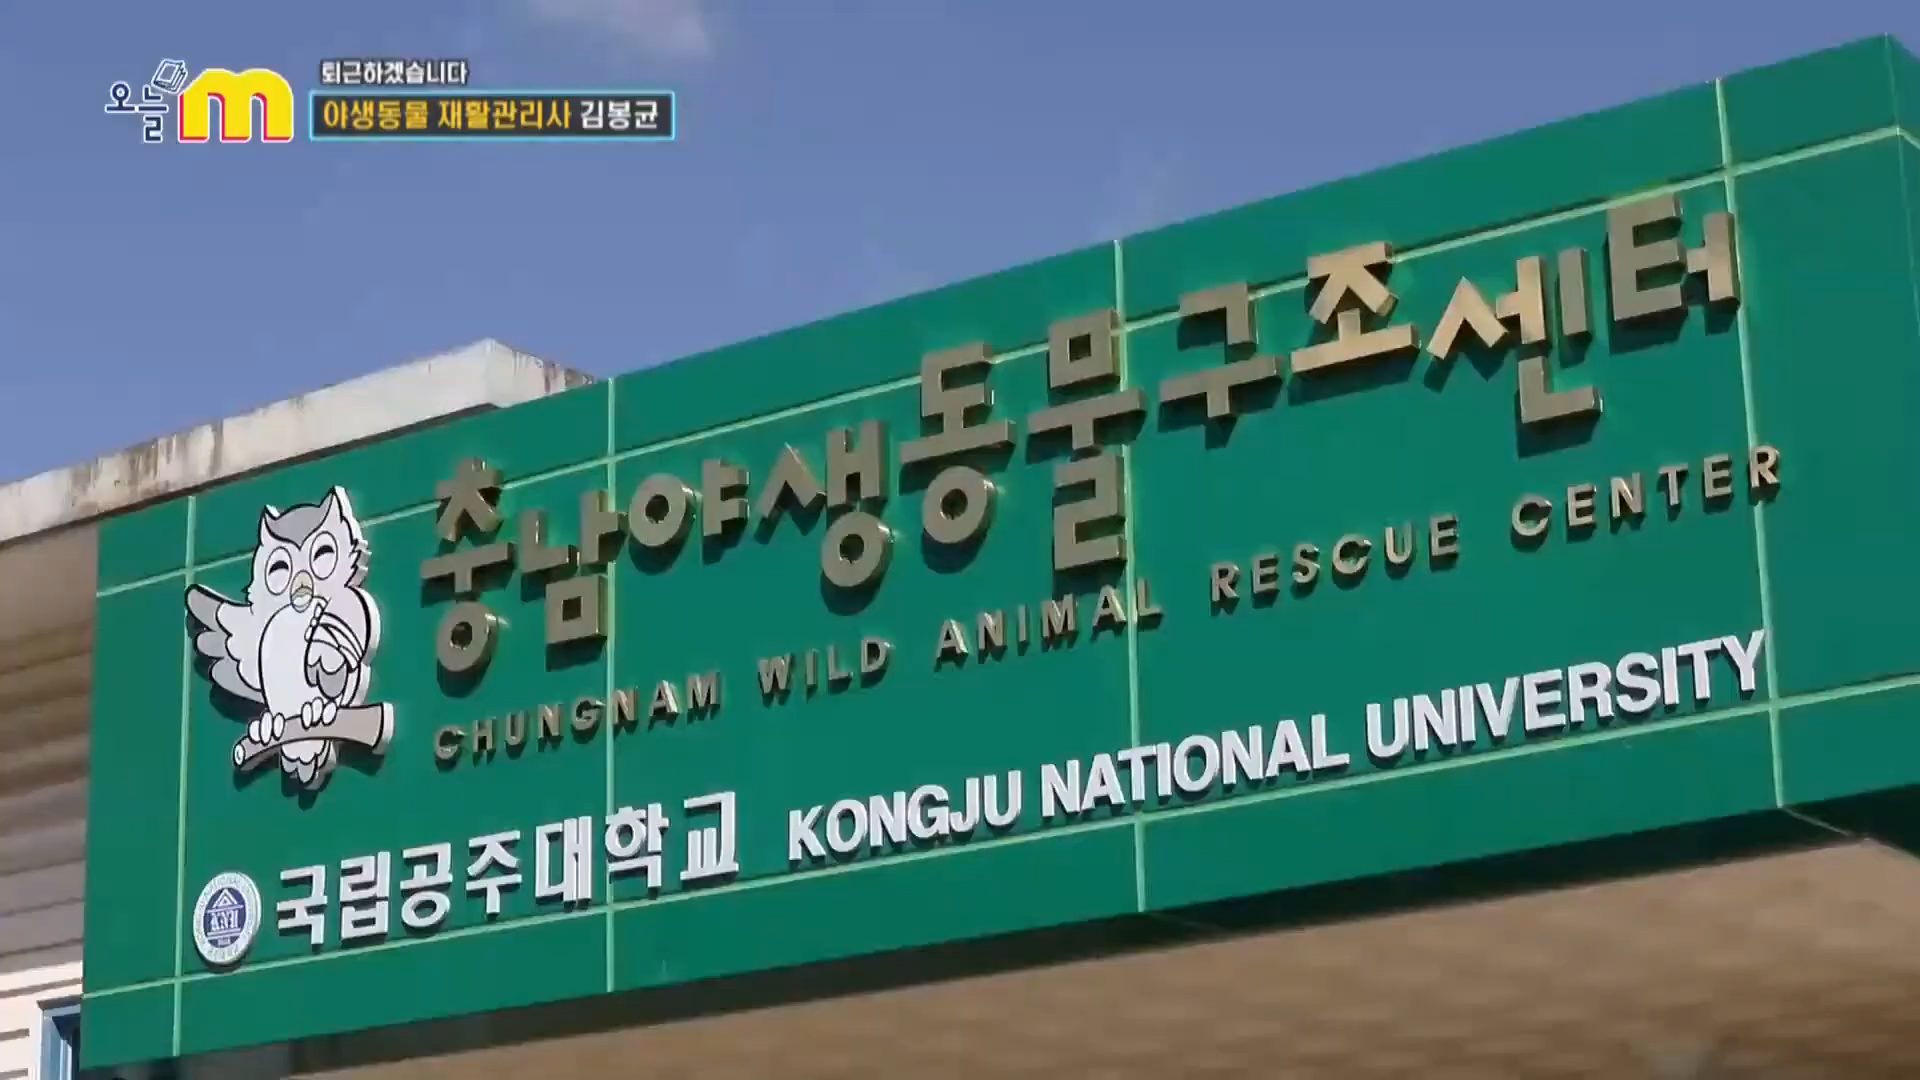 오늘 m
퇴근하겠습니다
야생동물 재활관리사 김봉균
충남야생동물구조센터
CHUNGNAM WILD ANIMAL RESCUE CENTER
국립공주대학교 KONGJU NATIONAL UNIVERSITY
KNU